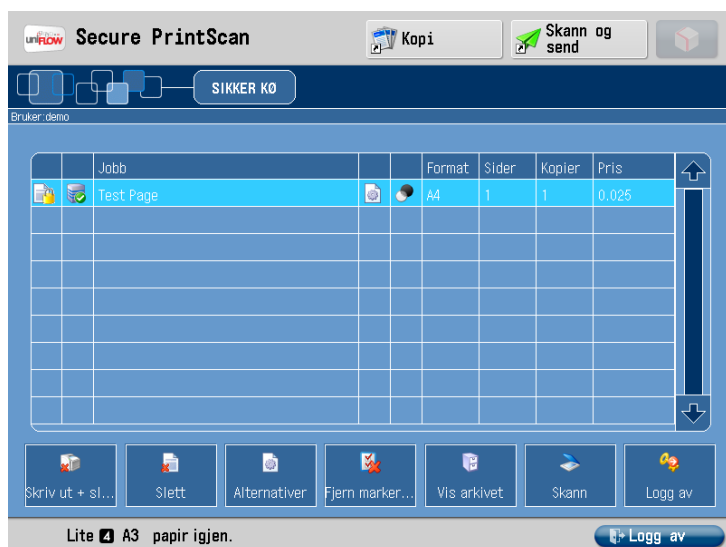 uniFLOW Secure PrintScan Kopi Skann og send
SIKKER KØ
Bruker:demo
Jobb Format Sider Kopier Pris
Test Page A4 1 1 0.025
Skriv ut + sl... Slett Alternativer Fjern marker... Vis arkivet Skann Logg av
Lite 4 A3 papir igjen. Logg av